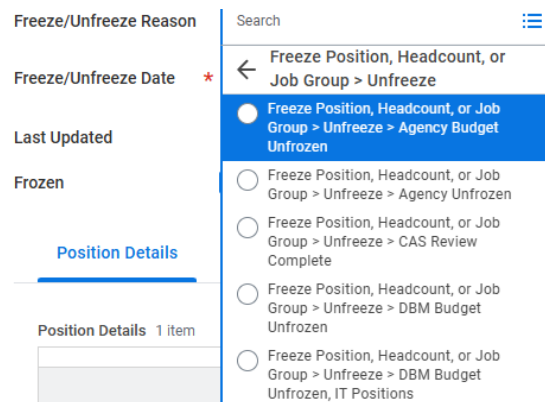 Freeze/Unfreeze Reason
Search
Freeze/Unfreeze Date *
Freeze Position, Headcount, or
Job Group > Unfreeze
Last Updated
Frozen
Freeze Position, Headcount, or Job
Group > Unfreeze > Agency Budget
Unfrozen
Freeze Position, Headcount, or Job
Group > Unfreeze > Agency Unfrozen
Freeze Position, Headcount, or Job
Group > Unfreeze > CAS Review
Complete
Freeze Position, Headcount, or Job
Group > Unfreeze > DBM Budget
Unfrozen
Freeze Position, Headcount, or Job
Group > Unfreeze > DBM Budget
Unfrozen, IT Positions
Position Details
Position Details 1 item